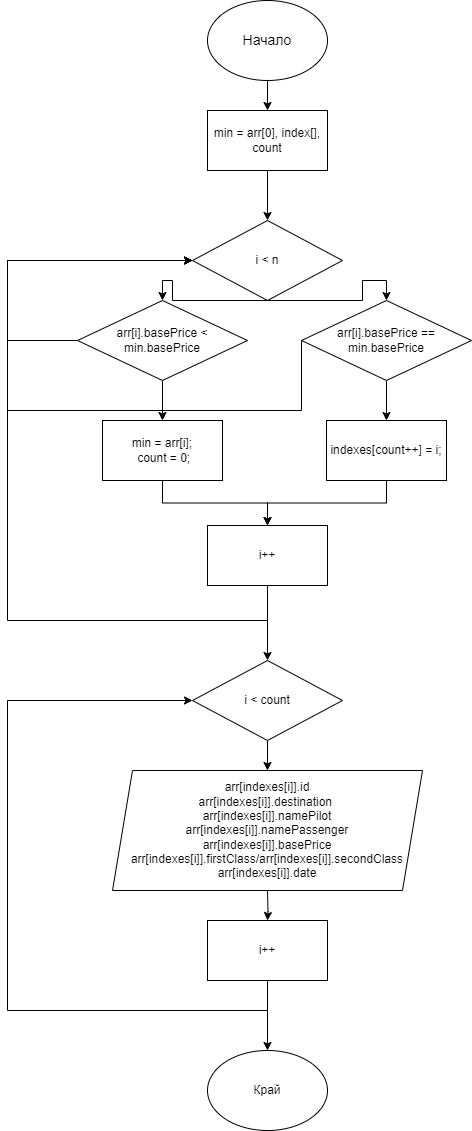 Начало
min = arr[0], index[],
count
i < n
arr[i].basePrice <
min.basePrice
arr[i].basePrice ==
min.basePrice
min = arr[i];
count = 0;
indexes[count++] = i;
i++
i < count
arr[indexes[i]].id
arr[indexes[i]].destination
arr[indexes[i]].namePilot
arr[indexes[i]].namePassenger
arr[indexes[i]].basePrice
arr[indexes[i]].firstClass/arr[indexes[i]].secondClass
arr[indexes[i]].date
i++
Край